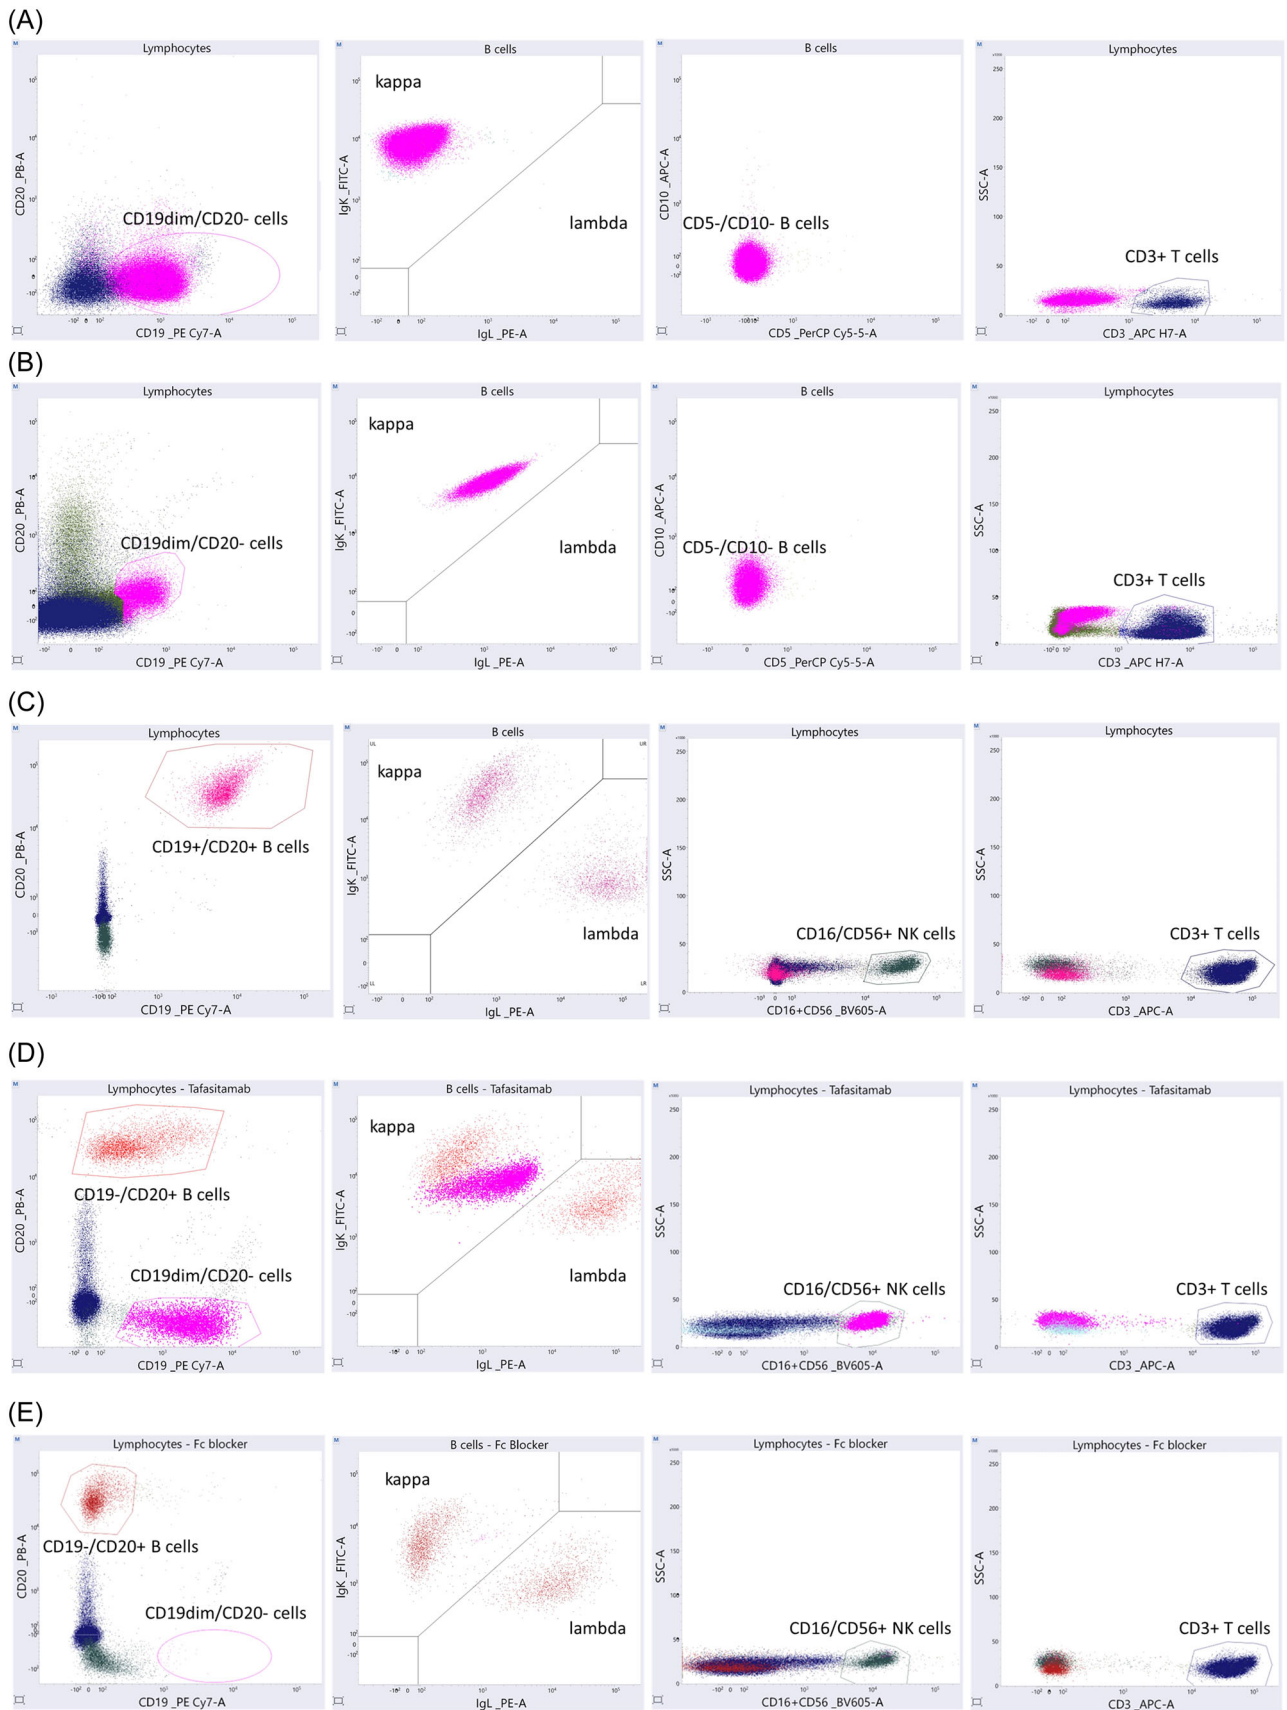 (A)
Lymphocytes
CD20 _PB-A
CD19dim/CD20- cells
CD19 _PE Cy7-A
B cells
kappa
IgK _FITC-A
lambda
IgL _PE-A
B cells
CD10 _APC-A
CD5-/CD10- B cells
CD5 _PerCP Cy5-5-A
Lymphocytes
SSC-A
CD3+ T cells
CD3 _APC H7-A
(B)
Lymphocytes
CD20 _PB-A
CD19dim/CD20- cells
CD19 _PE Cy7-A
B cells
kappa
IgK _FITC-A
lambda
IgL _PE-A
B cells
CD10 _APC-A
CD5-/CD10- B cells
CD5 _PerCP Cy5-5-A
Lymphocytes
SSC-A
CD3+ T cells
CD3 _APC H7-A
(C)
Lymphocytes
CD20 _PB-A
CD19+/CD20+ B cells
CD19 _PE Cy7-A
B cells
kappa
IgK _FITC-A
lambda
IgL _PE-A
Lymphocytes
SSC-A
CD16/CD56+ NK cells
CD16+CD56 _BV605-A
Lymphocytes
SSC-A
CD3+ T cells
CD3 _APC-A
(D)
Lymphocytes - Tafasitamab
CD20 _PB-A
CD19-/CD20+ B cells
CD19dim/CD20- cells
CD19 _PE Cy7-A
B cells - Tafasitamab
kappa
IgK _FITC-A
lambda
IgL _PE-A
Lymphocytes - Tafasitamab
SSC-A
CD16/CD56+ NK cells
CD16+CD56 _BV605-A
Lymphocytes - Tafasitamab
SSC-A
CD3+ T cells
CD3 _APC-A
(E)
Lymphocytes - Fc blocker
CD20 _PB-A
CD19-/CD20+ B cells
CD19dim/CD20- cells
CD19 _PE Cy7-A
B cells - Fc Blocker
kappa
IgK _FITC-A
lambda
IgL _PE-A
Lymphocytes - Fc blocker
SSC-A
CD16/CD56+ NK cells
CD16+CD56 _BV605-A
Lymphocytes - Fc blocker
SSC-A
CD3+ T cells
CD3 _APC-A